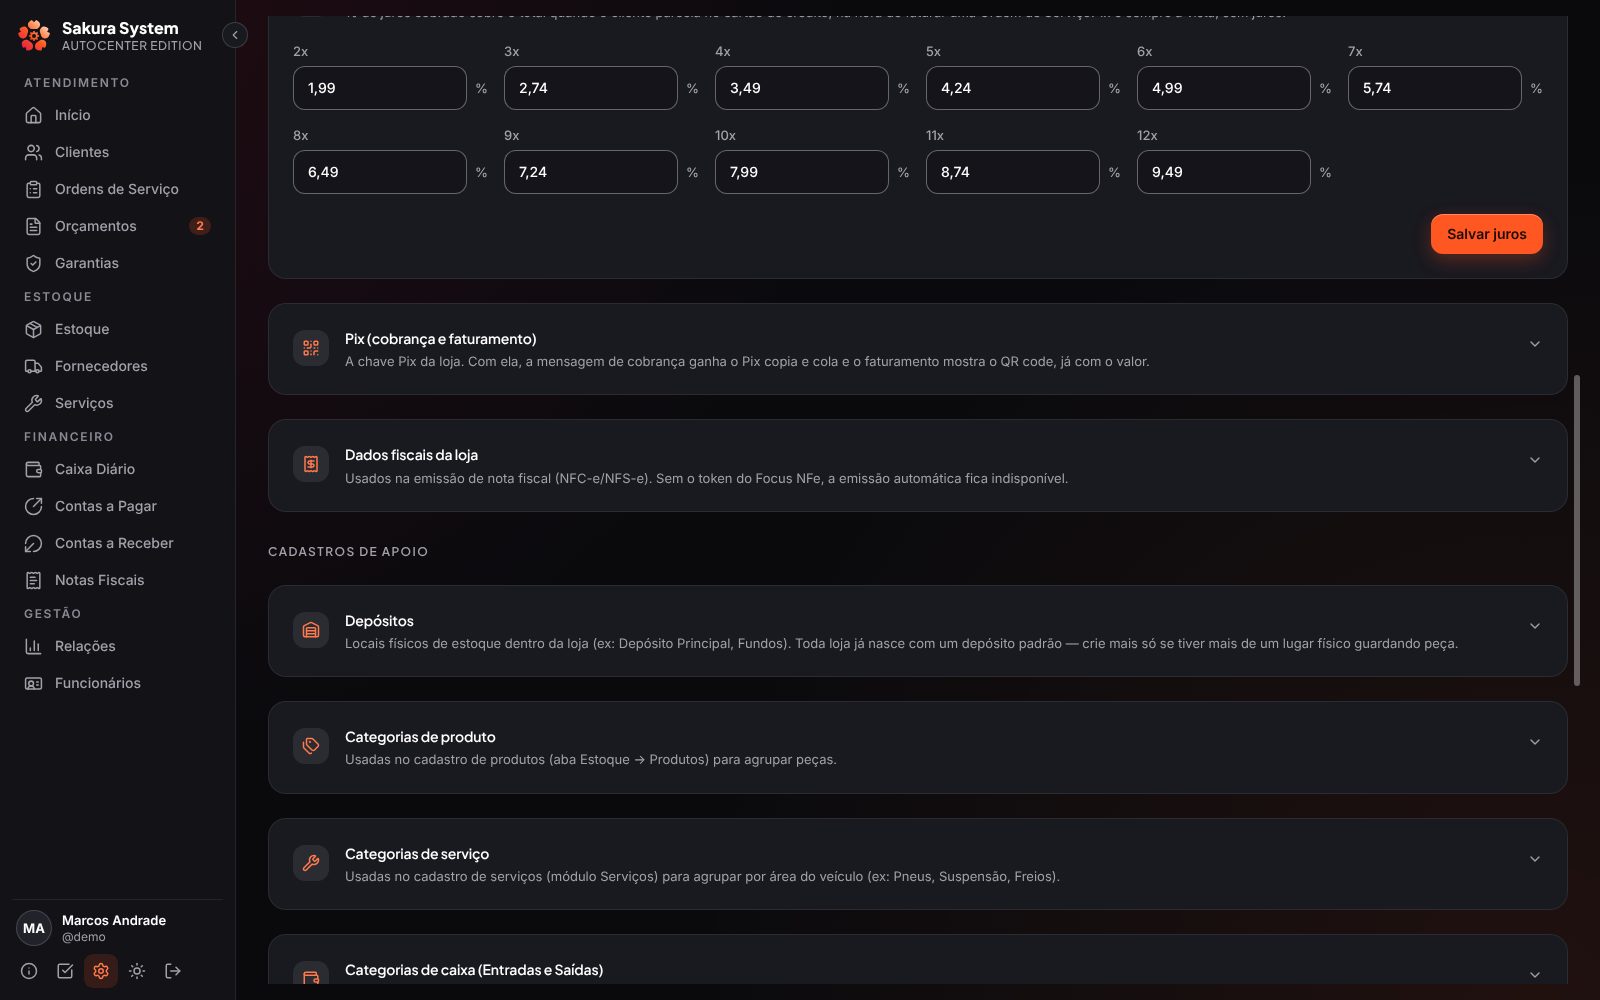 Sakura System
AUTOCENTER EDITION
ATENDIMENTO
Início
Clientes
Ordens de Serviço
Orçamentos
2
Garantias
ESTOQUE
Estoque
Fornecedores
Serviços
FINANCEIRO
Caixa Diário
Contas a Pagar
Contas a Receber
Notas Fiscais
GESTÃO
Relações
Funcionários
MA
Marcos Andrade
@demo
2x 3x 4x 5x 6x 7x
1,99 % 2,74 % 3,49 % 4,24 % 4,99 % 5,74 %
8x 9x 10x 11x 12x
6,49 % 7,24 % 7,99 % 8,74 % 9,49 %
Salvar juros
Pix (cobrança e faturamento)
A chave Pix da loja. Com ela, a mensagem de cobrança ganha o Pix copia e cola e o faturamento mostra o QR code, já com o valor.
Dados fiscais da loja
Usados na emissão de nota fiscal (NFC-e/NFS-e). Sem o token do Focus NFe, a emissão automática fica indisponível.
CADASTROS DE APOIO
Depósitos
Locais físicos de estoque dentro da loja (ex: Depósito Principal, Fundos). Toda loja já nasce com um depósito padrão — crie mais só se tiver mais de um lugar físico guardando peça.
Categorias de produto
Usadas no cadastro de produtos (aba Estoque → Produtos) para agrupar peças.
Categorias de serviço
Usadas no cadastro de serviços (módulo Serviços) para agrupar por área do veículo (ex: Pneus, Suspensão, Freios).
Categorias de caixa (Entradas e Saídas)